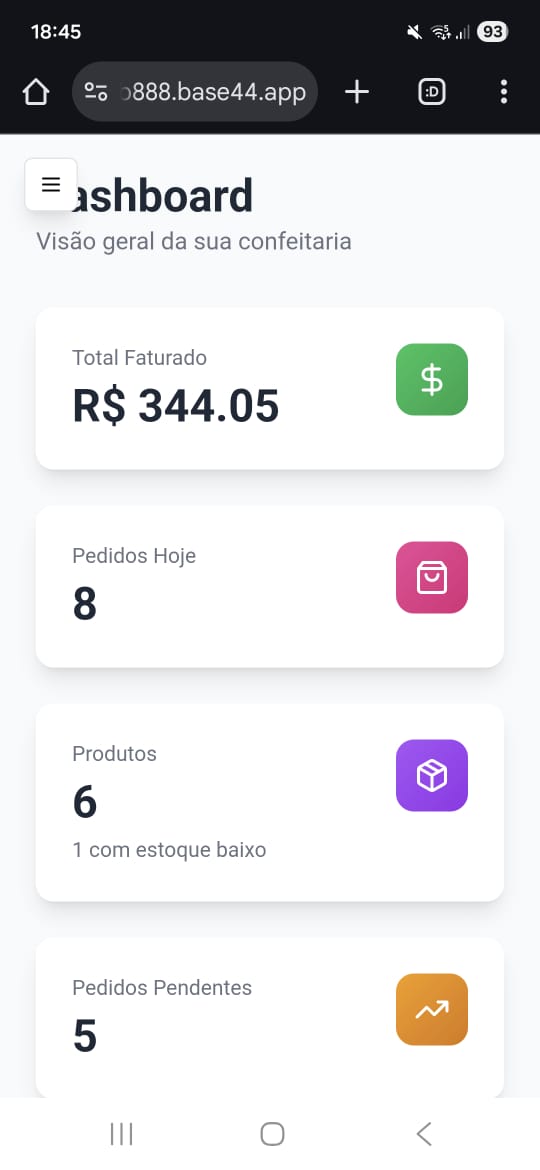 18:45
93
888.base44.app
:D
ashboard
Visão geral da sua confeitaria
Total Faturado
R$ 344.05
Pedidos Hoje
8
Produtos
6
1 com estoque baixo
Pedidos Pendentes
5